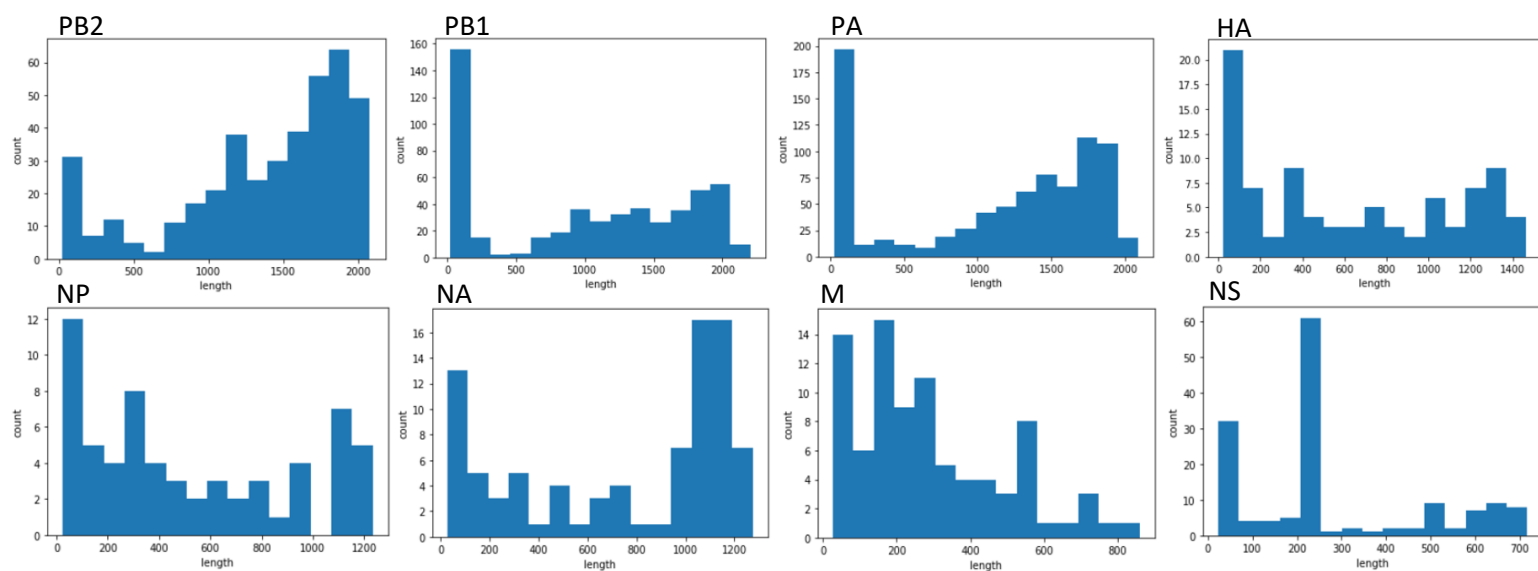 PB2
60
50
40
30
20
10
0
count
0 500 1000 1500 2000
length
PB1
160
140
120
100
80
60
40
20
0
count
0 500 1000 1500 2000
length
PA
200
175
150
125
100
75
50
25
0
count
0 500 1000 1500 2000
length
HA
20.0
17.5
15.0
12.5
10.0
7.5
5.0
2.5
0.0
count
0 200 400 600 800 1000 1200 1400
length
NP
12
10
8
6
4
2
0
count
0 200 400 600 800 1000 1200
length
NA
16
14
12
10
8
6
4
2
0
count
0 200 400 600 800 1000 1200
length
M
14
12
10
8
6
4
2
0
count
0 200 400 600 800
length
NS
60
50
40
30
20
10
0
count
0 100 200 300 400 500 600 700
length